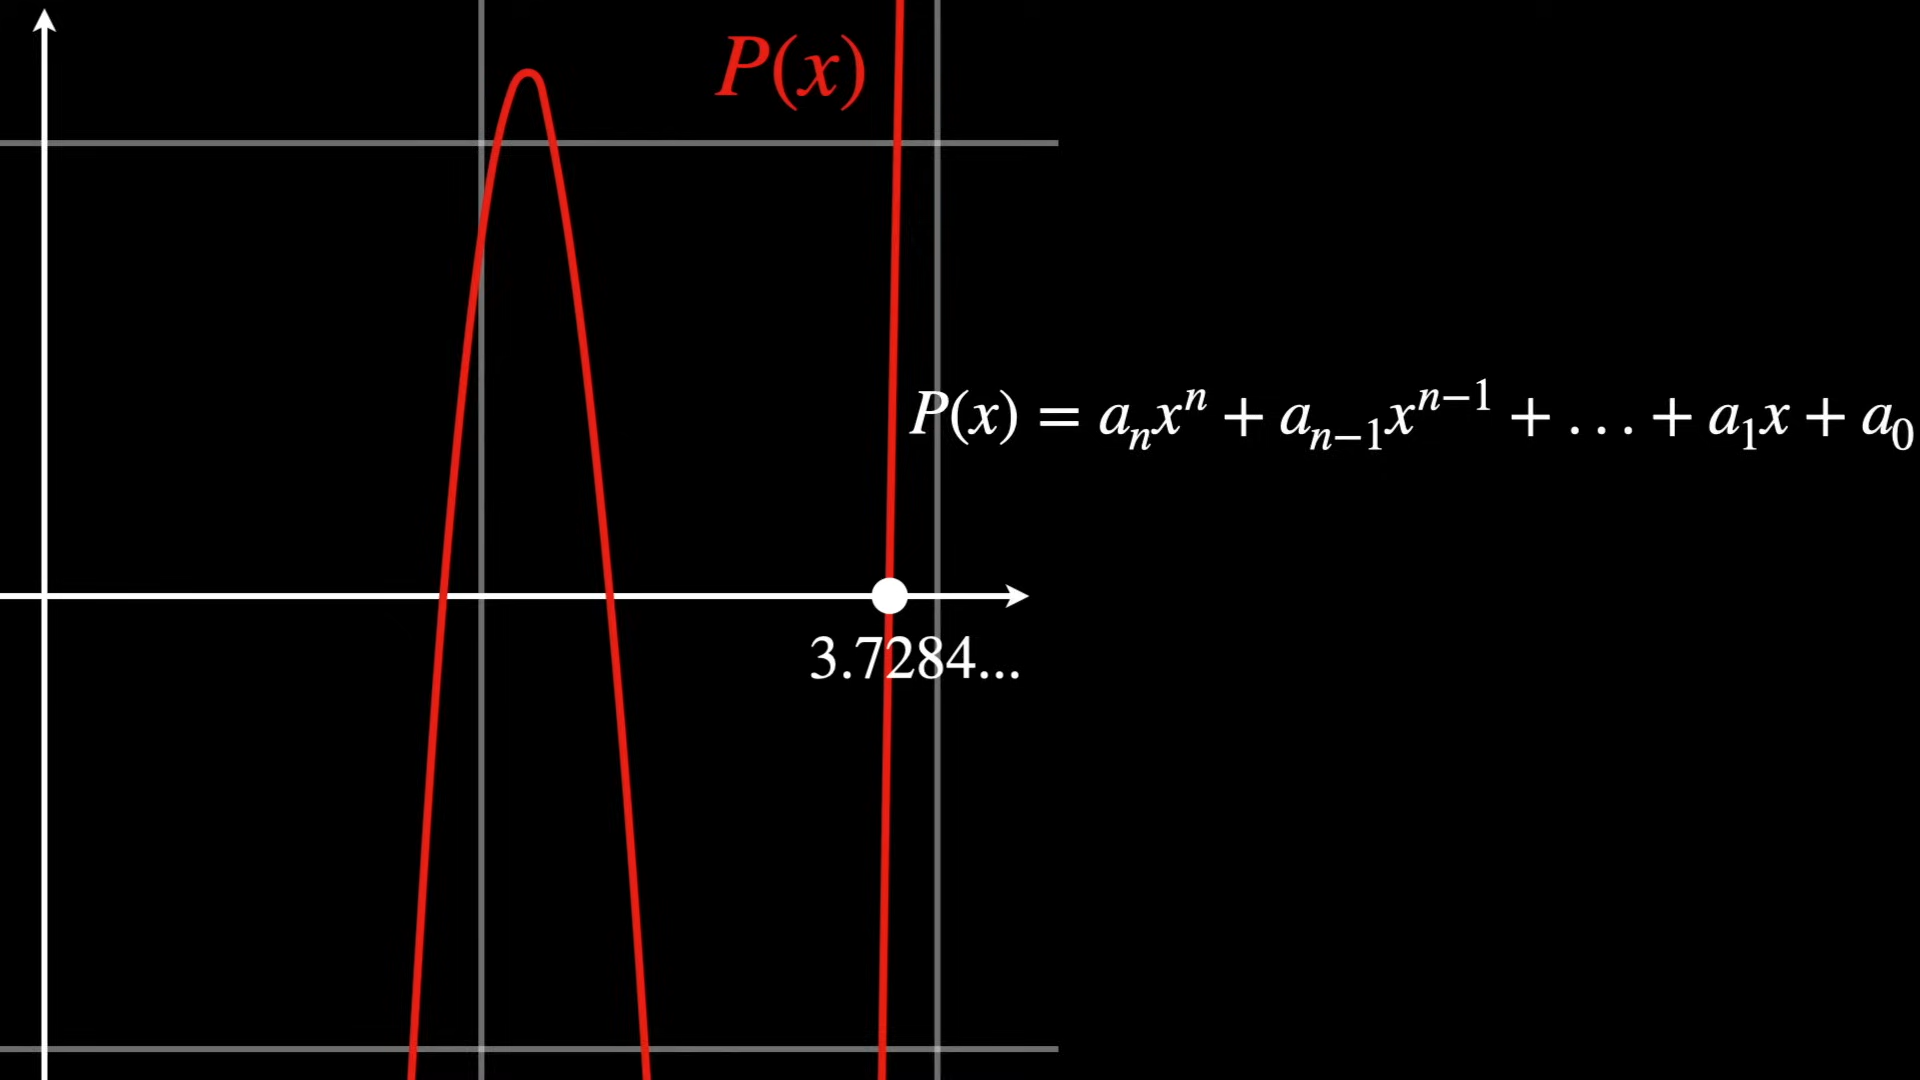 P(x)
P(x) = aₙxⁿ + aₙ₋₁xⁿ⁻¹ + . . . + a₁x + a₀
3.7284...